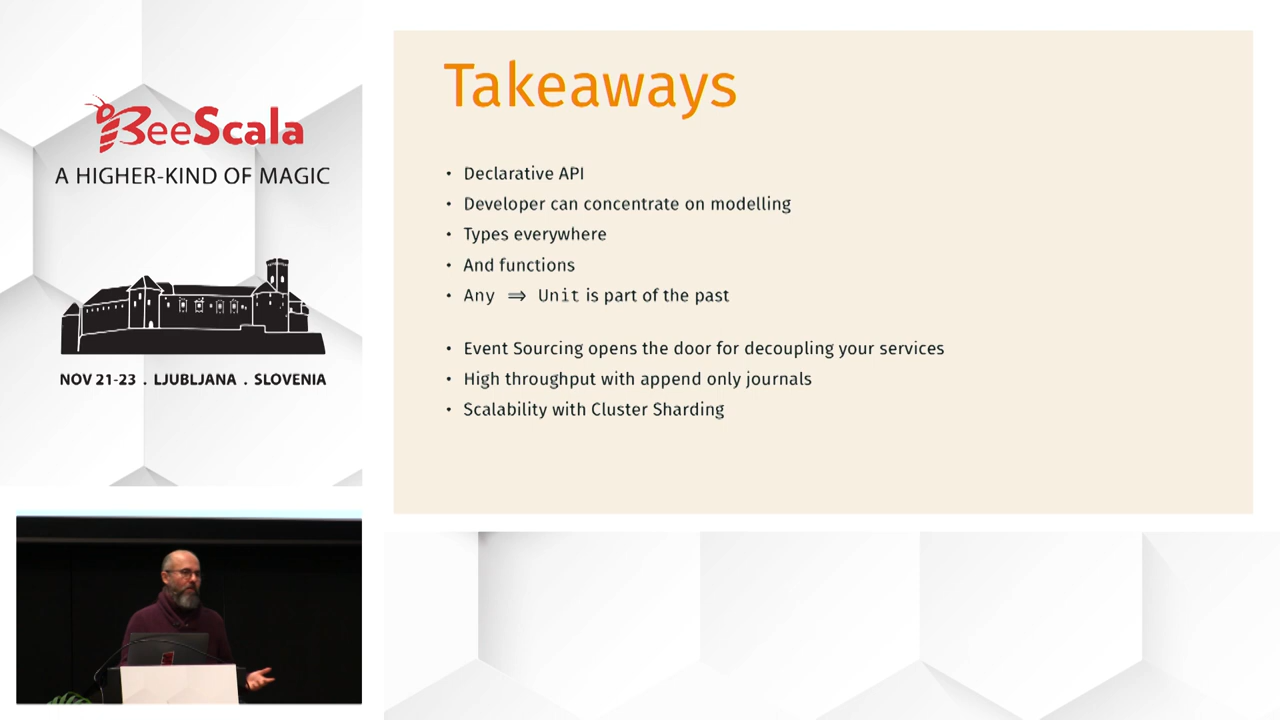 BeeScala
A HIGHER-KIND OF MAGIC
NOV 21-23 . LJUBLJANA . SLOVENIA
Takeaways
• Declarative API
• Developer can concentrate on modelling
• Types everywhere
• And functions
• Any ⇒ Unit is part of the past
• Event Sourcing opens the door for decoupling your services
• High throughput with append only journals
• Scalability with Cluster Sharding